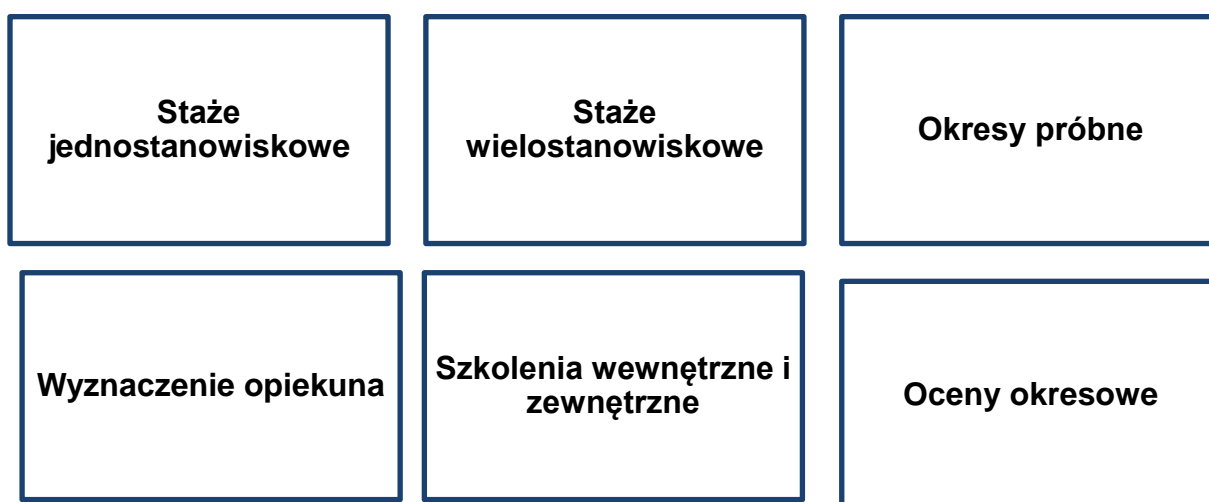 Staże
jednostanowiskowe
Staże
wielostanowiskowe
Okresy próbne
Wyznaczenie opiekuna
Szkolenia wewnętrzne i
zewnętrzne
Oceny okresowe